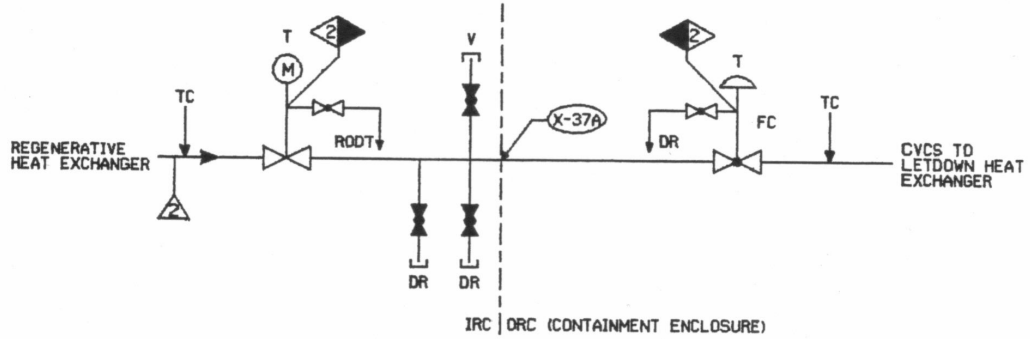 2
2
T
V
T
M
TC
TC
X-37A
FC
RODT
DR
REGENERATIVE
HEAT EXCHANGER
CVCS TO
LETDOWN HEAT
EXCHANGER
2
DR
DR
IRC
ORC (CONTAINMENT ENCLOSURE)